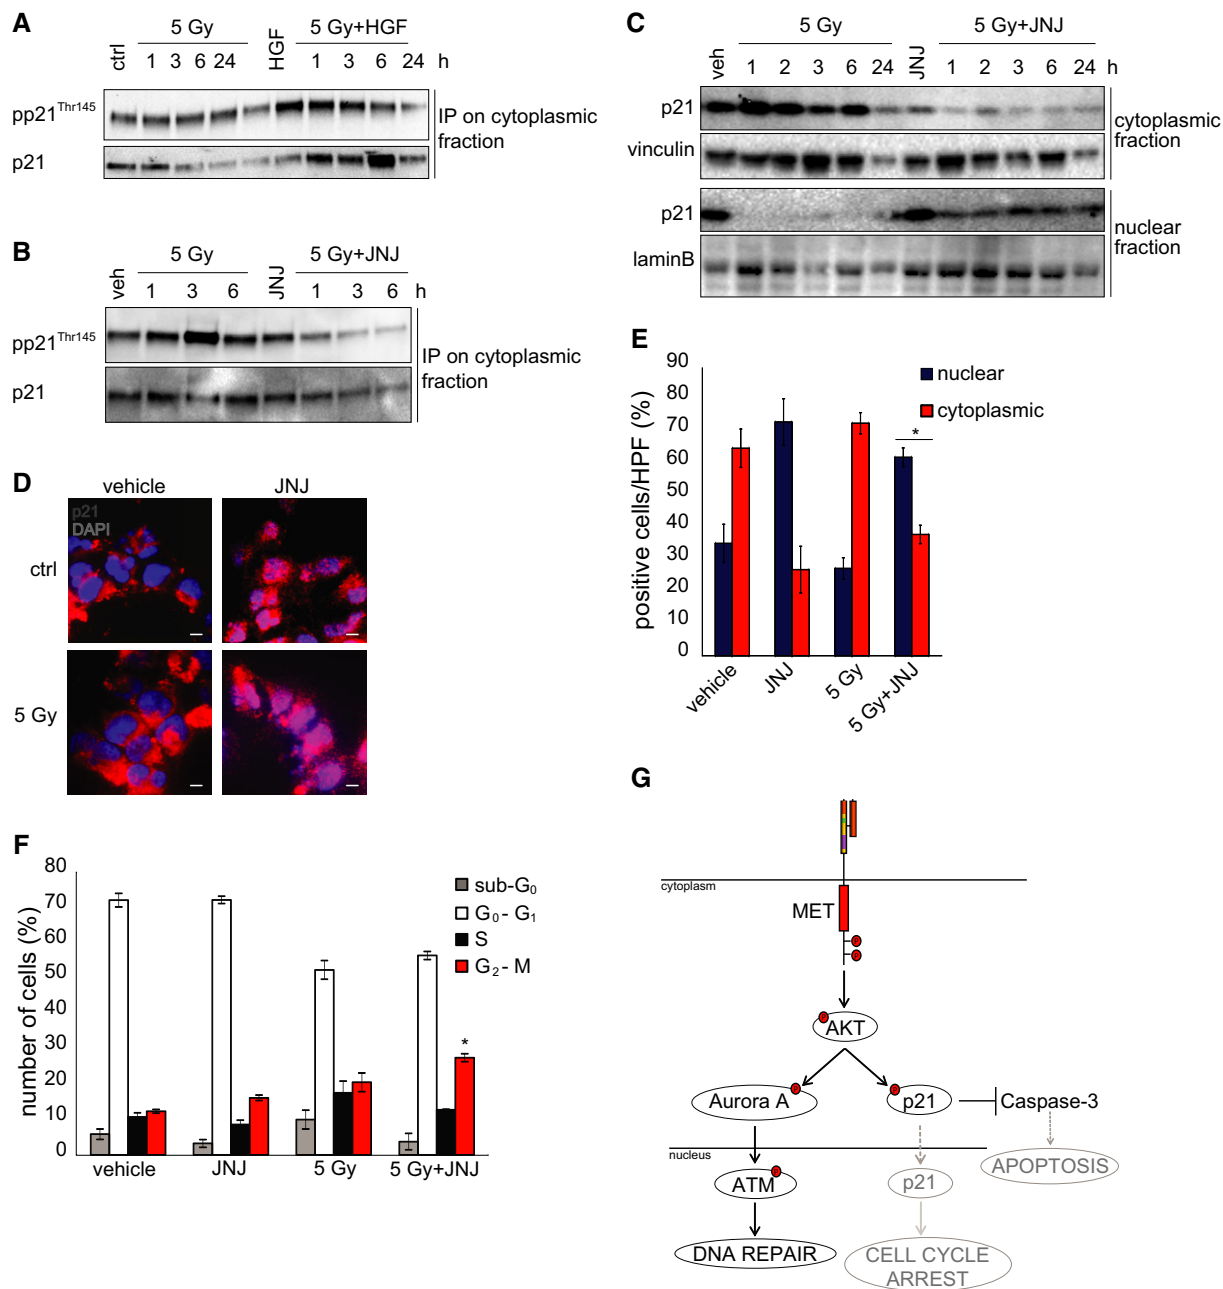 A
5 Gy
5 Gy+HGF
ctrl
1 3 6 24
HGF
1 3 6 24 h
pp21Thr145
p21
IP on cytoplasmic
fraction
B
5 Gy
5 Gy+JNJ
veh
1 3 6
JNJ
1 3 6 h
pp21Thr145
p21
IP on cytoplasmic
fraction
C
5 Gy
5 Gy+JNJ
veh
1 2 3 6 24
JNJ
1 2 3 6 24 h
p21
vinculin
cytoplasmic
fraction
p21
laminB
nuclear
fraction
D
vehicle
JNJ
p21
DAPI
ctrl
5 Gy
E
positive cells/HPF (%)
90
80
70
60
50
40
30
20
10
0
nuclear
cytoplasmic
*
vehicle
JNJ
5 Gy
5 Gy+JNJ
F
number of cells (%)
80
70
60
50
40
30
20
10
0
sub-G0
G0- G1
S
G2- M
*
vehicle
JNJ
5 Gy
5 Gy+JNJ
G
cytoplasm
MET
P
P
P
AKT
Aurora A
P
P
p21
Caspase-3
nucleus
ATM
P
p21
APOPTOSIS
DNA REPAIR
CELL CYCLE
ARREST